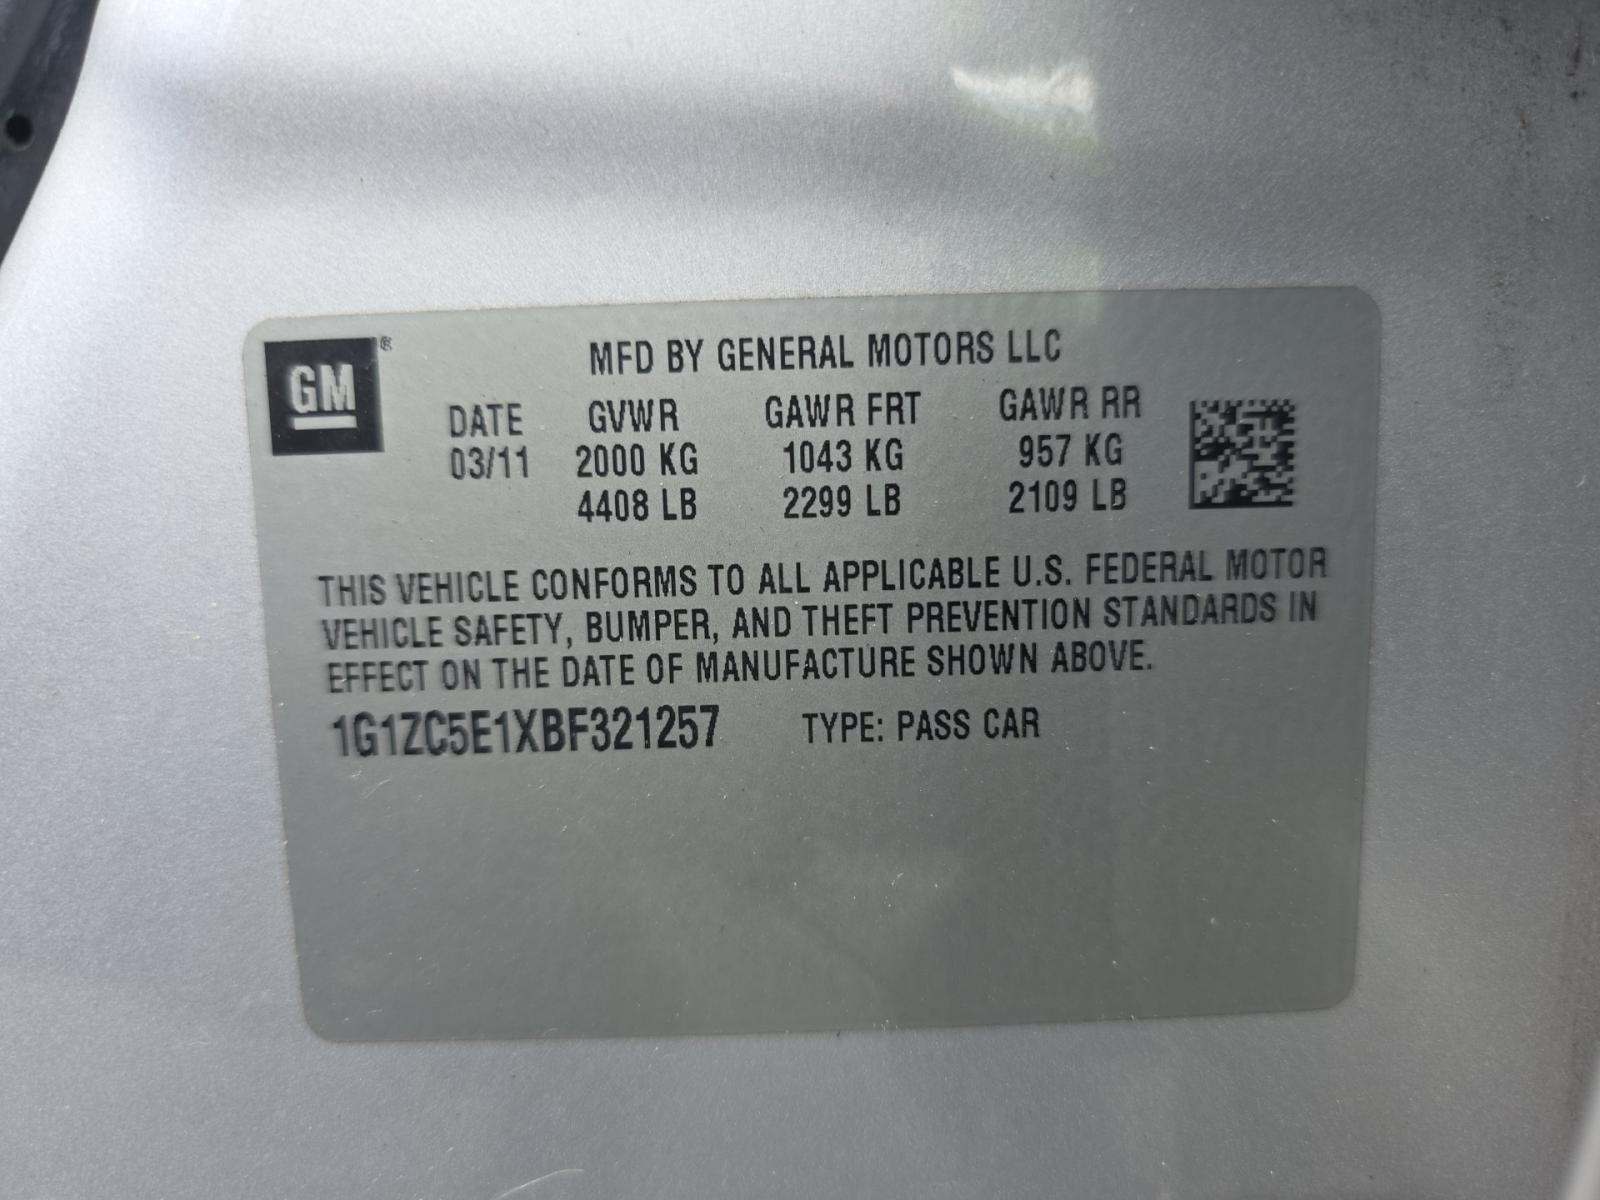 GM®
MFD BY GENERAL MOTORS LLC
DATE GVWR GAWR FRT GAWR RR
03/11 2000 KG 1043 KG 957 KG
4408 LB 2299 LB 2109 LB
THIS VEHICLE CONFORMS TO ALL APPLICABLE U.S. FEDERAL MOTOR
VEHICLE SAFETY, BUMPER, AND THEFT PREVENTION STANDARDS IN
EFFECT ON THE DATE OF MANUFACTURE SHOWN ABOVE.
1G1ZC5E1XBF321257 TYPE: PASS CAR